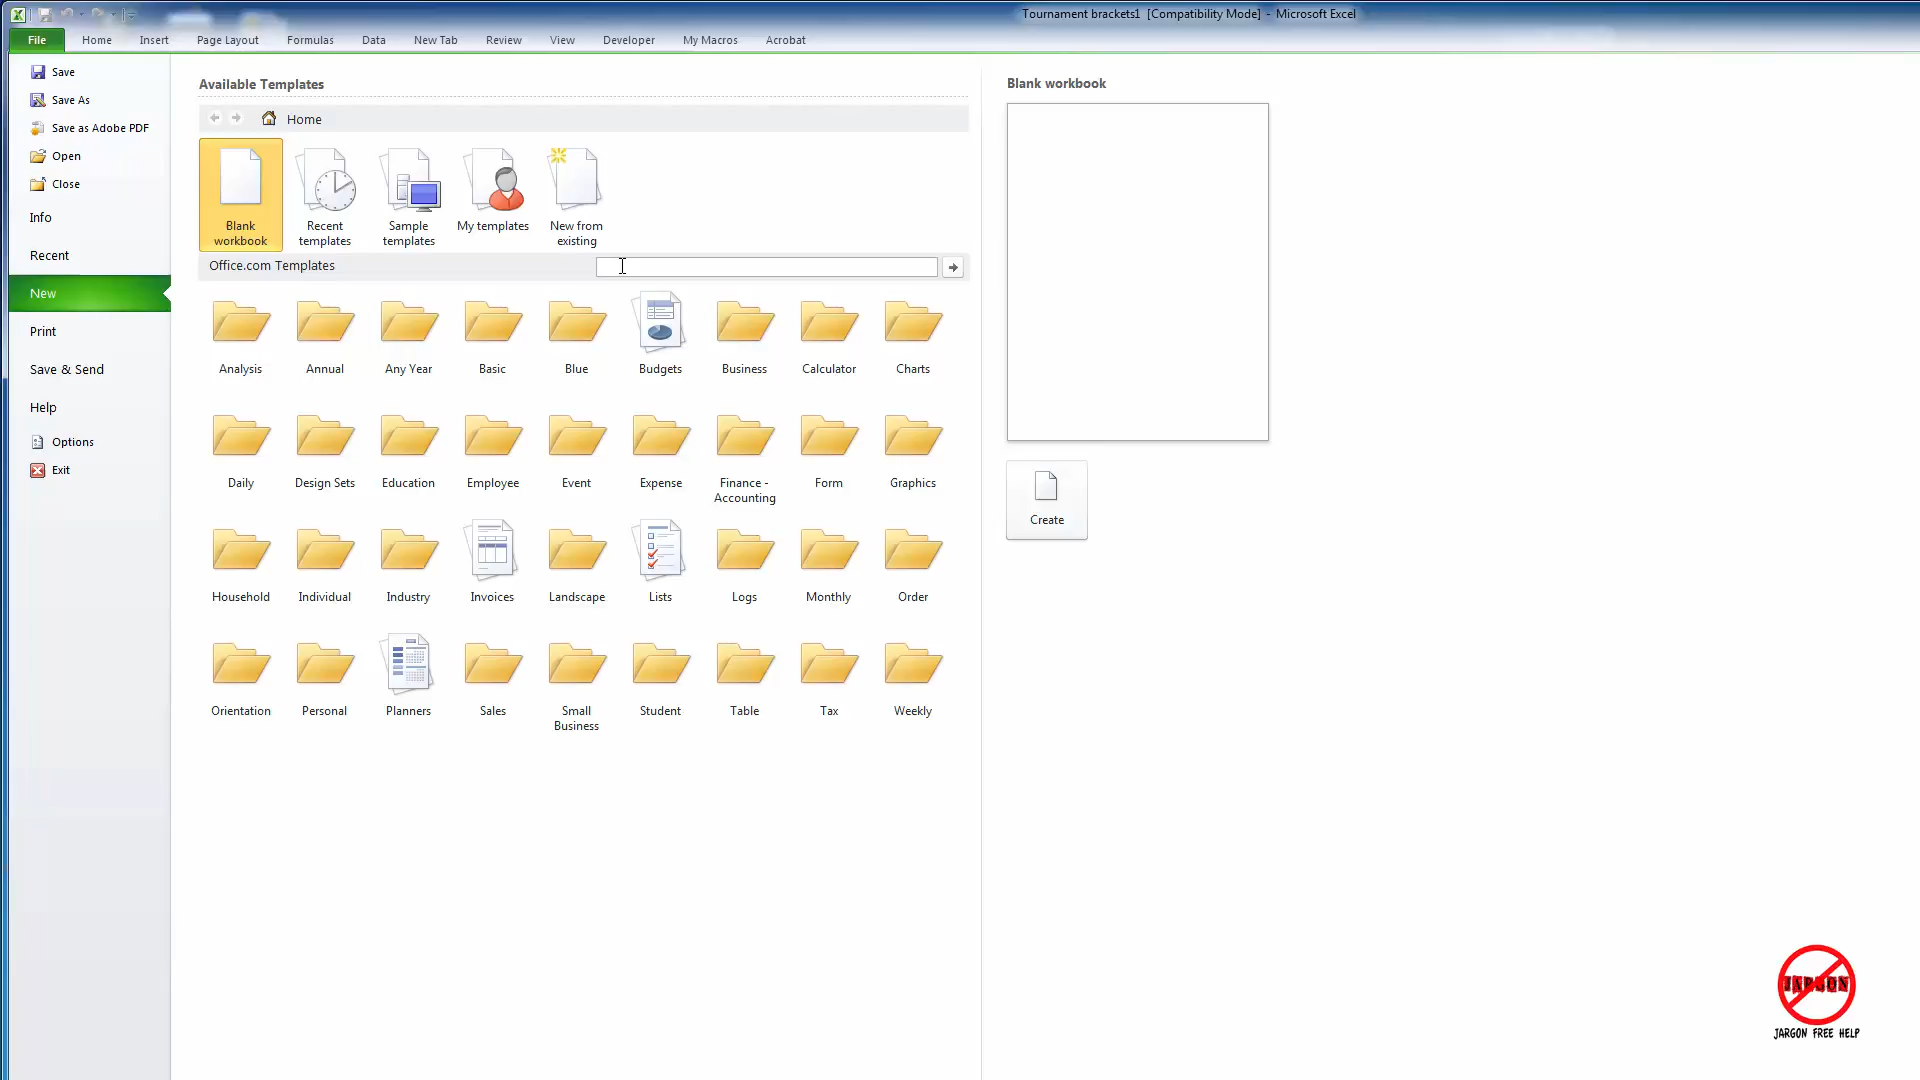 Tournament brackets1 [Compatibility Mode] - Microsoft Excel
File Home Insert Page Layout Formulas Data New Tab Review View Developer My Macros Acrobat
Save
Save As
Save as Adobe PDF
Open
Close
Info
Recent
New
Print
Save & Send
Help
Options
Exit
Available Templates
Home
Blank workbook
Recent templates
Sample templates
My templates
New from existing
Office.com Templates
Analysis Annual Any Year Basic Blue Budgets Business Calculator Charts
Daily Design Sets Education Employee Event Expense Finance - Accounting Form Graphics
Household Individual Industry Invoices Landscape Lists Logs Monthly Order
Orientation Personal Planners Sales Small Business Student Table Tax Weekly
Blank workbook
Create
JARGON
JARGON FREE HELP